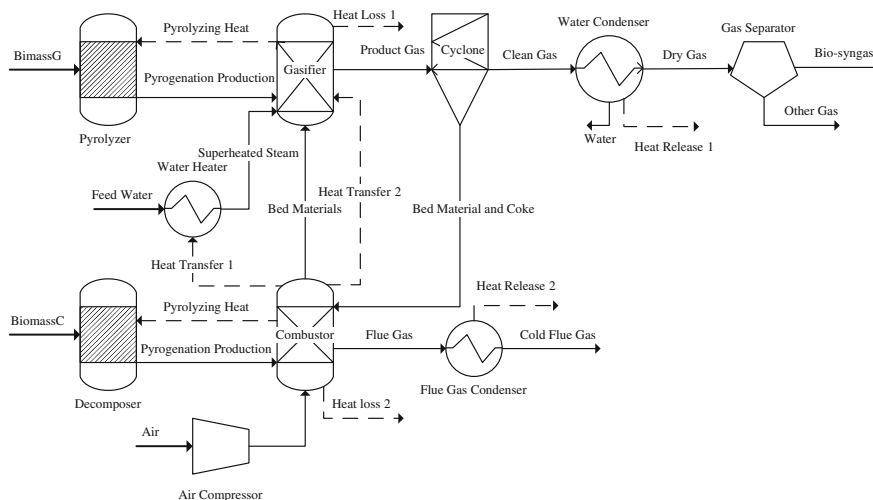 Pyrolyzing Heat
Heat Loss 1
Water Condenser
Gas Separator
BimassG
Gasifier
Product Gas
Cyclone
Clean Gas
Dry Gas
Bio-syngas
Pyrogenation Production
Other Gas
Pyrolyzer
Water
Heat Release 1
Superheated Steam
Water Heater
Heat Transfer 2
Feed Water
Bed Materials
Bed Material and Coke
Heat Transfer 1
Heat Release 2
Pyrolyzing Heat
BiomassC
Combustor
Flue Gas
Cold Flue Gas
Pyrogenation Production
Decomposer
Flue Gas Condenser
Heat loss 2
Air
Air Compressor